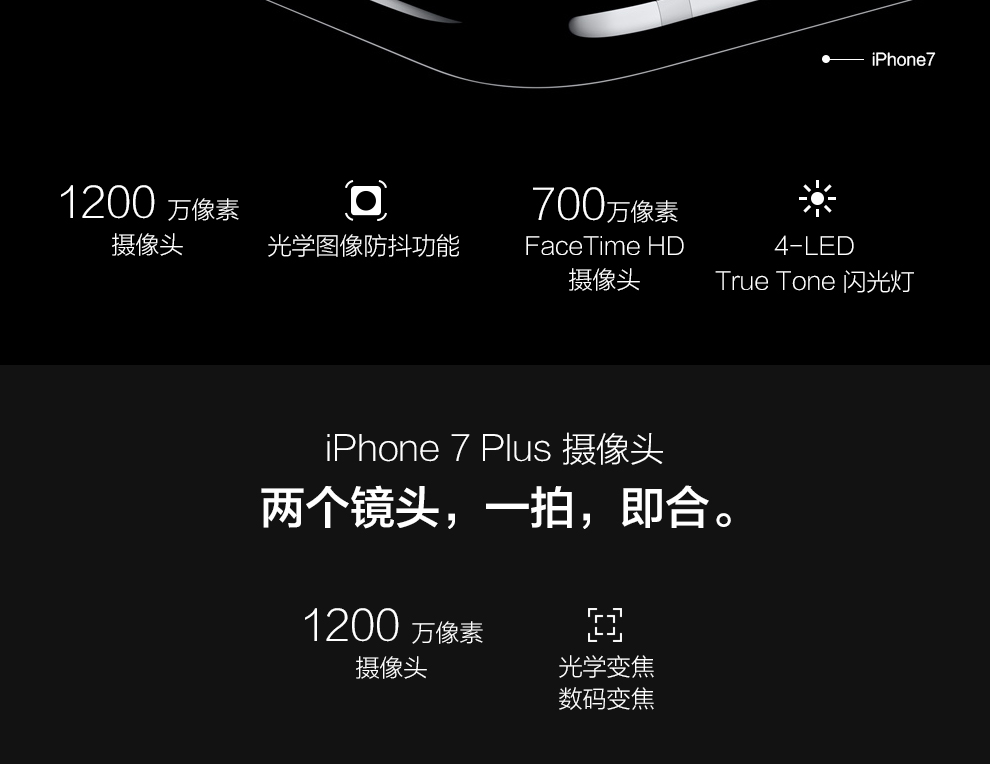 iPhone7
1200 万像素
摄像头
光学图像防抖功能
700万像素
FaceTime HD
摄像头
4-LED
True Tone 闪光灯
iPhone 7 Plus 摄像头
两个镜头，一拍，即合。
1200 万像素
摄像头
光学变焦
数码变焦